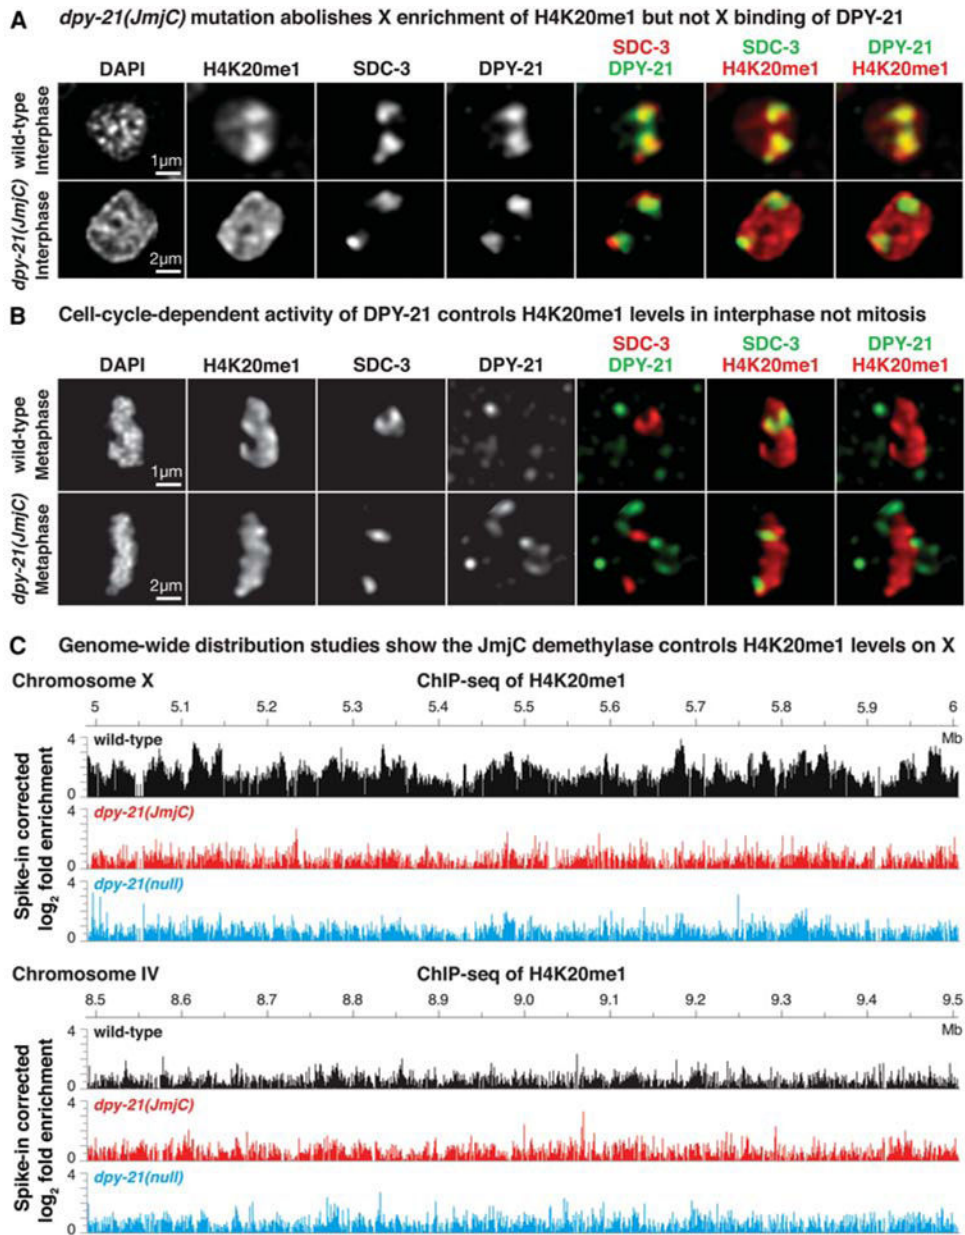 A dpy-21(JmjC) mutation abolishes X enrichment of H4K20me1 but not X binding of DPY-21
SDC-3 SDC-3 DPY-21
DAPI H4K20me1 SDC-3 DPY-21 DPY-21 H4K20me1 H4K20me1
wild-type
Interphase
1µm
dpy-21(JmjC)
Interphase
2µm
B Cell-cycle-dependent activity of DPY-21 controls H4K20me1 levels in interphase not mitosis
SDC-3 SDC-3 DPY-21
DAPI H4K20me1 SDC-3 DPY-21 DPY-21 H4K20me1 H4K20me1
wild-type
Metaphase
1µm
dpy-21(JmjC)
Metaphase
2µm
C Genome-wide distribution studies show the JmjC demethylase controls H4K20me1 levels on X
Chromosome X ChIP-seq of H4K20me1
5 5.1 5.2 5.3 5.4 5.5 5.6 5.7 5.8 5.9 6
Mb
Spike-in corrected
log2 fold enrichment
4 wild-type
0
4 dpy-21(JmjC)
0
4 dpy-21(null)
0
Chromosome IV ChIP-seq of H4K20me1
8.5 8.6 8.7 8.8 8.9 9.0 9.1 9.2 9.3 9.4 9.5
Mb
Spike-in corrected
log2 fold enrichment
4 wild-type
0
4 dpy-21(JmjC)
0
4 dpy-21(null)
0